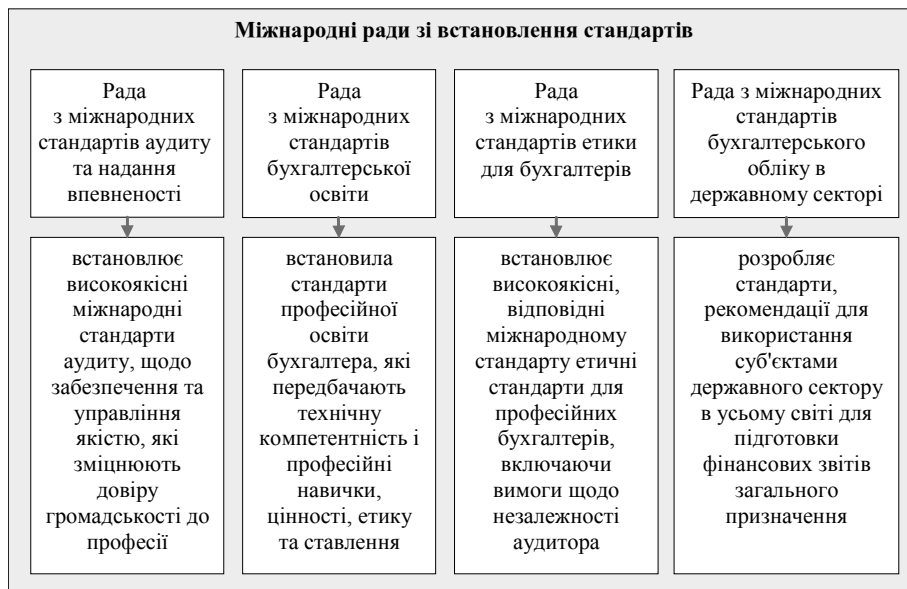 Міжнародні ради зі встановлення стандартів
Рада
з міжнародних
стандартів аудиту
та надання
впевненості
встановлює
високоякісні
міжнародні
стандарти
аудиту, щодо
забезпечення та
управління
якістю, які
зміцнюють
довіру
громадськості до
професії
Рада
з міжнародних
стандартів
бухгалтерської
освіти
встановила
стандарти
професійної
освіти
бухгалтера, які
передбачають
технічну
компетентність і
професійні
навички,
цінності, етику
та ставлення
Рада
з міжнародних
стандартів етики
для бухгалтерів
встановлює
високоякісні,
відповідні
міжнародному
стандарту етичні
стандарти для
професійних
бухгалтерів,
включаючи
вимоги щодо
незалежності
аудитора
Рада з міжнародних
стандартів
бухгалтерського
обліку в
державному секторі
розробляє
стандарти,
рекомендації для
використання
суб'єктами
державного сектору
в усьому світі для
підготовки
фінансових звітів
загального
призначення